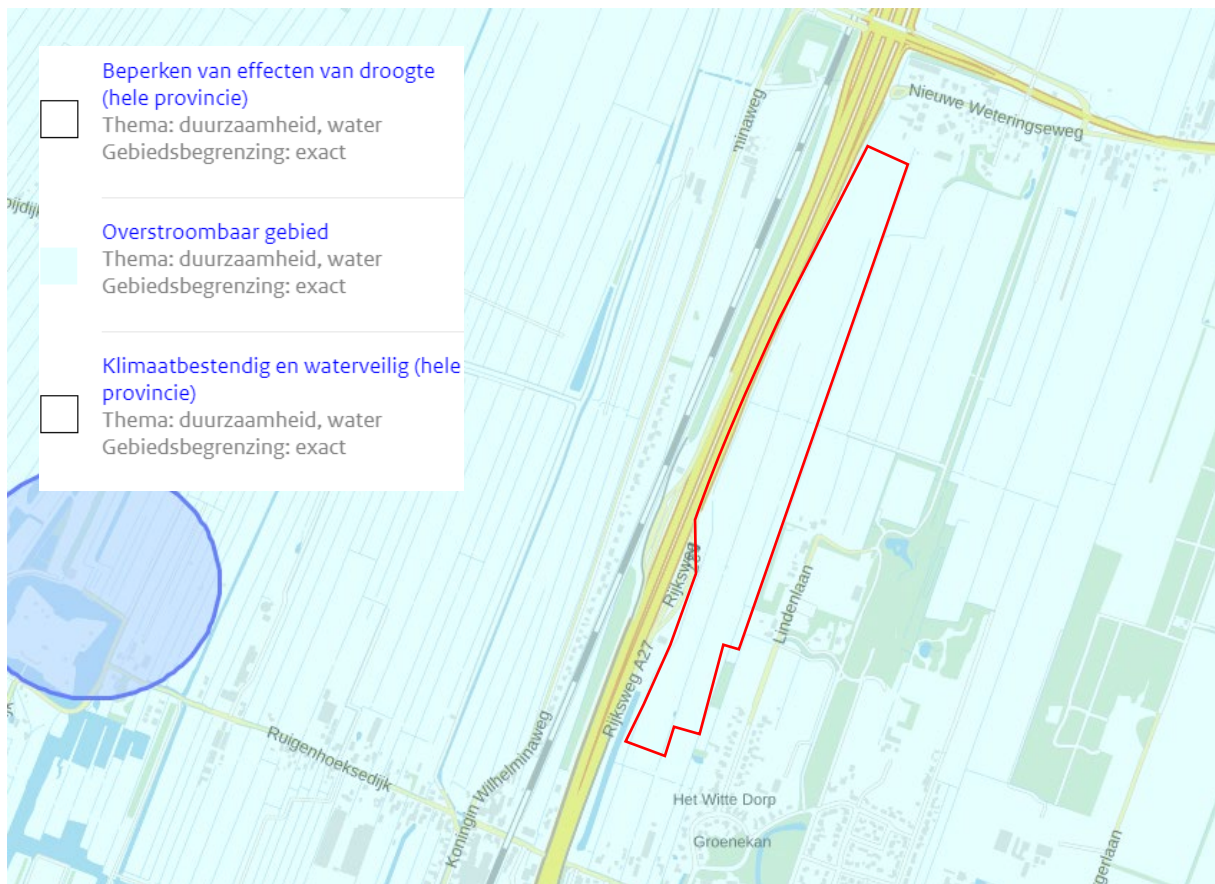 Beperken van effecten van droogte
(hele provincie)
Thema: duurzaamheid, water
Gebiedsbegrenzing: exact
Overstroombaar gebied
Thema: duurzaamheid, water
Gebiedsbegrenzing: exact
Klimaatbestendig en waterveilig (hele
provincie)
Thema: duurzaamheid, water
Gebiedsbegrenzing: exact
Nieuwe Weteringseweg
minaweg
Rijksweg
Lindenlaan
Rijksweg A27
Ruigenhoeksedijk
Koningin Wilhelminaweg
Het Witte Dorp
Groenekan
gerlaan